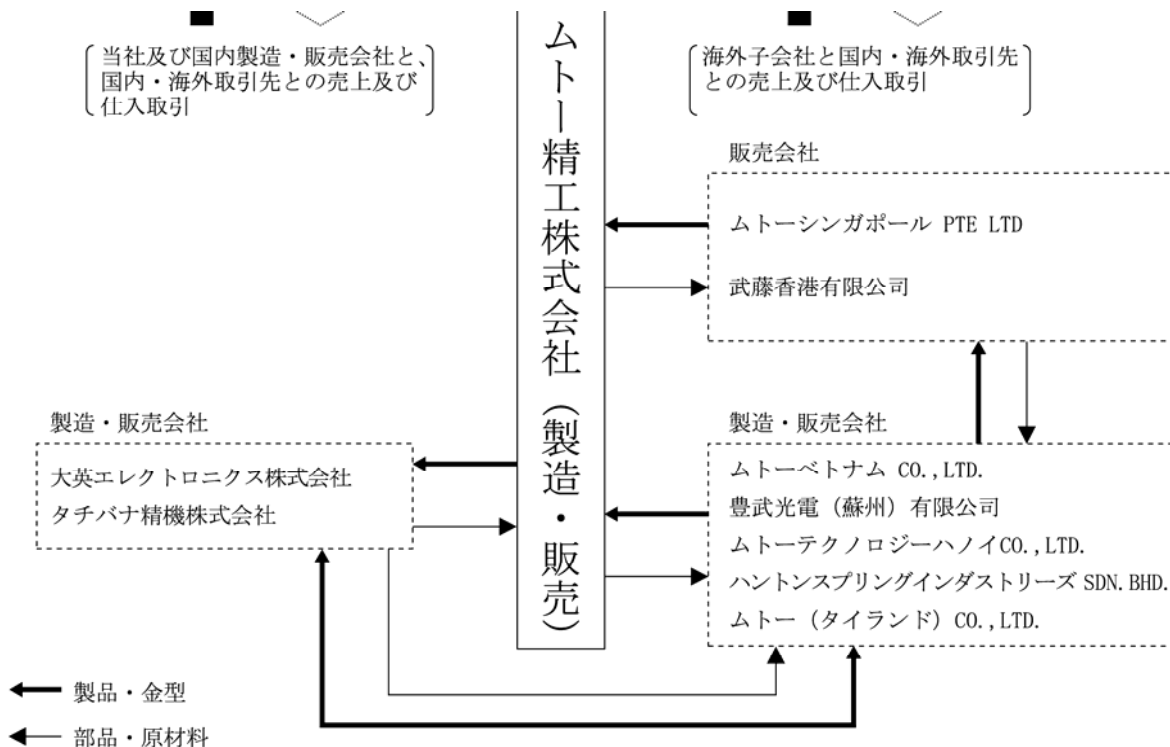 当社及び国内製造・販売会社と、
国内・海外取引先との売上及び
仕入取引
海外子会社と国内・海外取引先
との売上及び仕入取引
ムトー精工株式会社（製造・販売）
販売会社
ムトーシンガポール PTE LTD
武藤香港有限公司
製造・販売会社
大英エレクトロニクス株式会社
タチバナ精機株式会社
製造・販売会社
ムトーベトナム CO.,LTD.
豊武光電（蘇州）有限公司
ムトーテクノロジーハノイCO.,LTD.
ハントンスプリングインダストリーズ SDN.BHD.
ムトー（タイランド）CO.,LTD.
製品・金型
部品・原材料